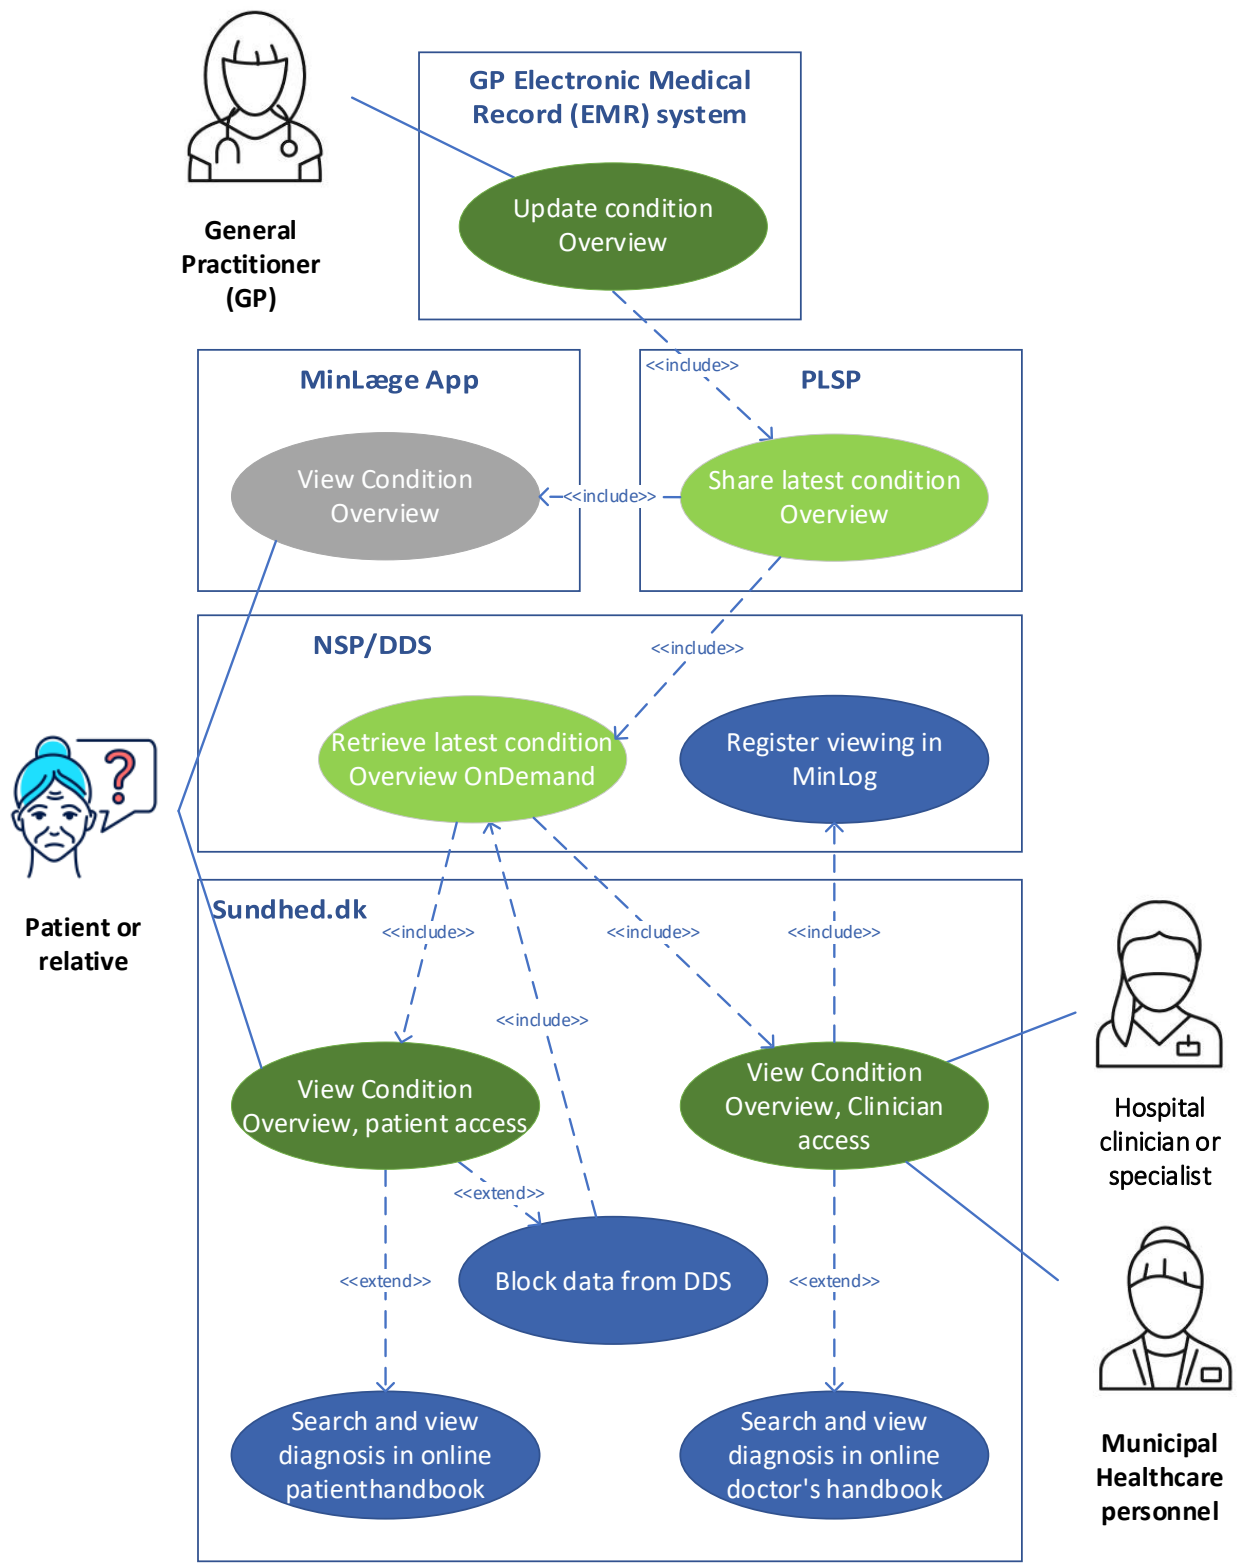 GP Electronic Medical
Record (EMR) system
Update condition
Overview
General
Practitioner
(GP)
<<include>>
MinLæge App
PLSP
View Condition
Overview
<<include>>
Share latest condition
Overview
NSP/DDS
<<include>>
Retrieve latest condition
Overview OnDemand
Register viewing in
MinLog
Patient or
relative
Sundhed.dk
<<include>>
<<include>>
<<include>>
<<include>>
View Condition
Overview, patient access
View Condition
Overview, Clinician
access
Hospital
clinician or
specialist
<<extend>>
<<extend>>
Block data from DDS
<<extend>>
Search and view
diagnosis in online
patienthandbook
Search and view
diagnosis in online
doctor's handbook
Municipal
Healthcare
personnel
?